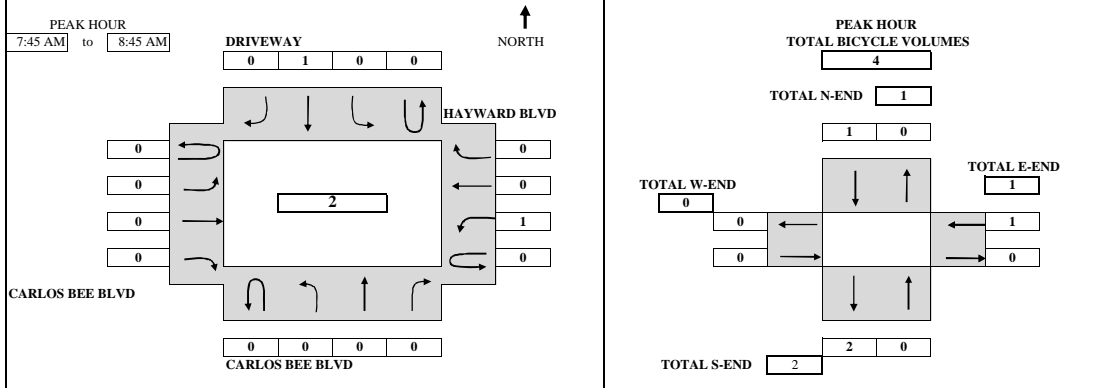 PEAK HOUR
7:45 AM to 8:45 AM
DRIVEWAY
NORTH
0 1 0 0
HAYWARD BLVD
0 0
0 0
2
0 1
0 0
CARLOS BEE BLVD
0 0 0 0
CARLOS BEE BLVD
PEAK HOUR
TOTAL BICYCLE VOLUMES
4
TOTAL N-END 1
1 0
TOTAL E-END
1
TOTAL W-END
0
0 1
0 0
2 0
TOTAL S-END 2